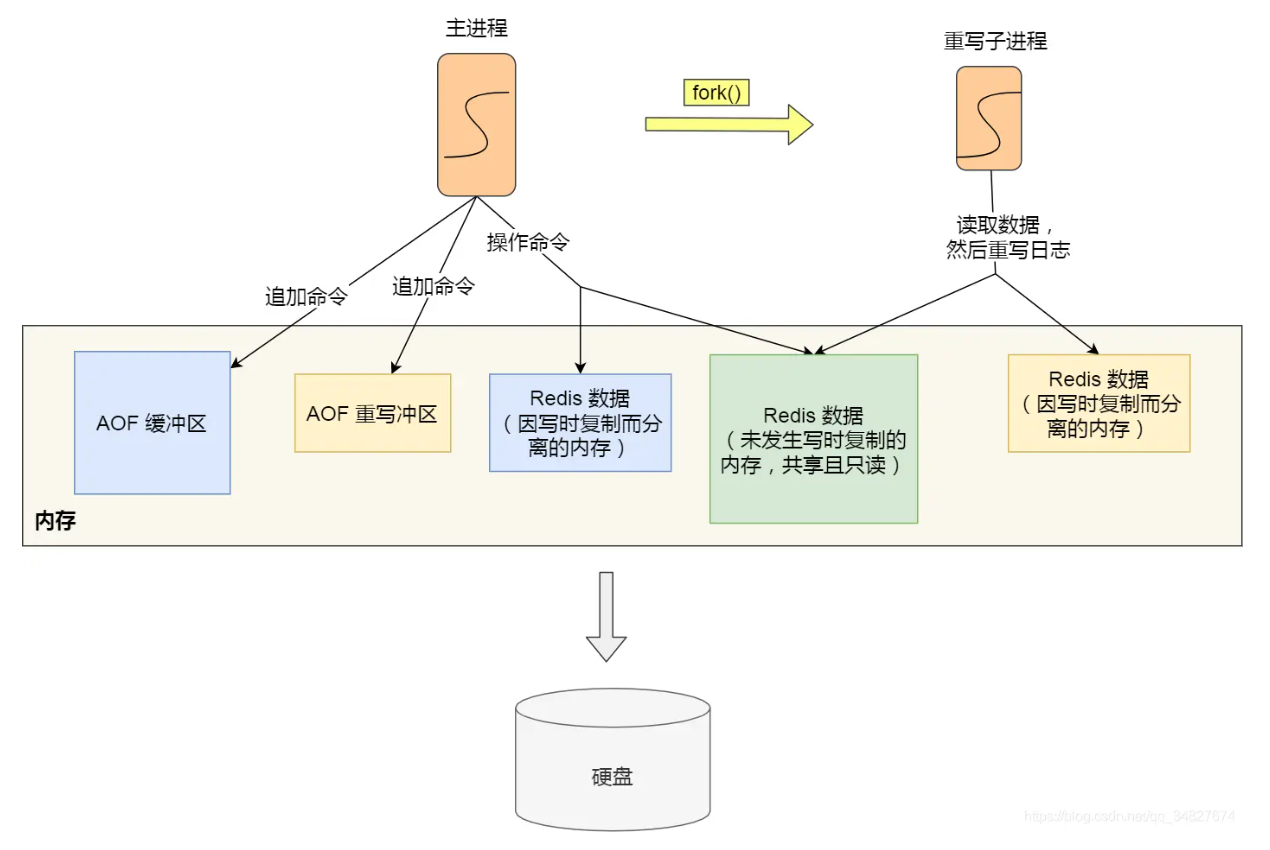 主进程
重写子进程
fork()
读取数据，
然后重写日志
操作命令
追加命令
追加命令
AOF 缓冲区
AOF 重写冲区
Redis 数据
（因写时复制而分
离的内存）
Redis 数据
（未发生写时复制的
内存，共享且只读）
Redis 数据
（因写时复制而分
离的内存）
内存
硬盘
https://blog.csdn.net/qq_34827674